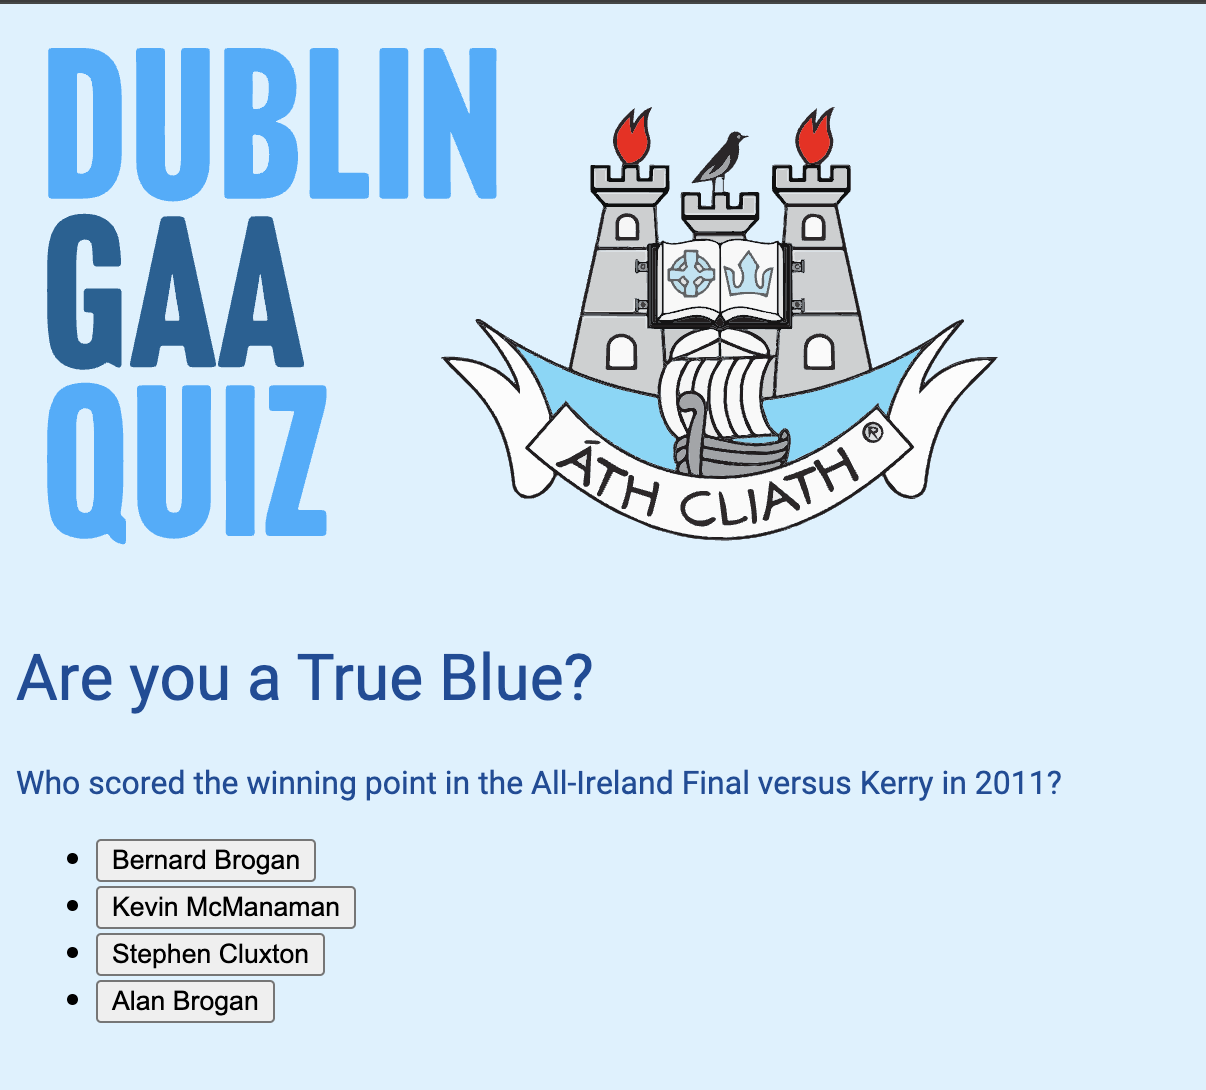 DUBLIN
GAA
QUIZ
ÁTH CLIATH ®
Are you a True Blue?
Who scored the winning point in the All-Ireland Final versus Kerry in 2011?
Bernard Brogan
Kevin McManaman
Stephen Cluxton
Alan Brogan